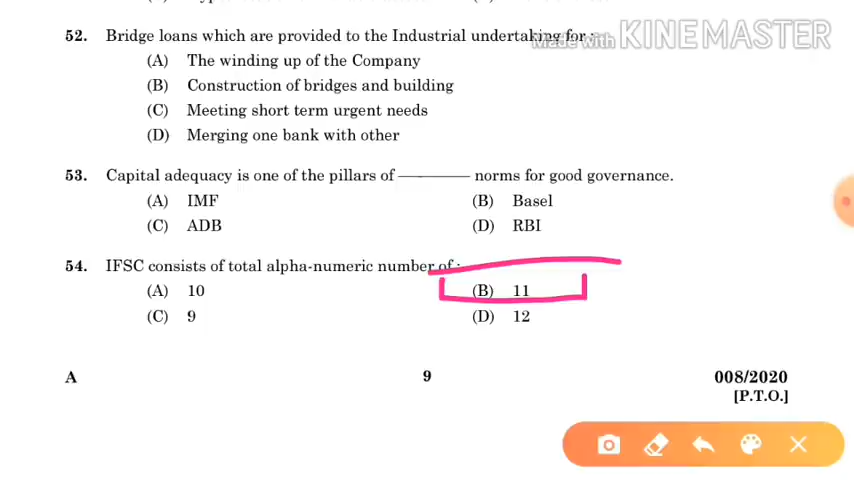 52. Bridge loans which are provided to the Industrial undertaking for :
Made with KINEMASTER
(A) The winding up of the Company
(B) Construction of bridges and building
(C) Meeting short term urgent needs
(D) Merging one bank with other
53. Capital adequacy is one of the pillars of ———— norms for good governance.
(A) IMF (B) Basel
(C) ADB (D) RBI
54. IFSC consists of total alpha-numeric number of :
(A) 10 (B) 11
(C) 9 (D) 12
A 9 008/2020
[P.T.O.]